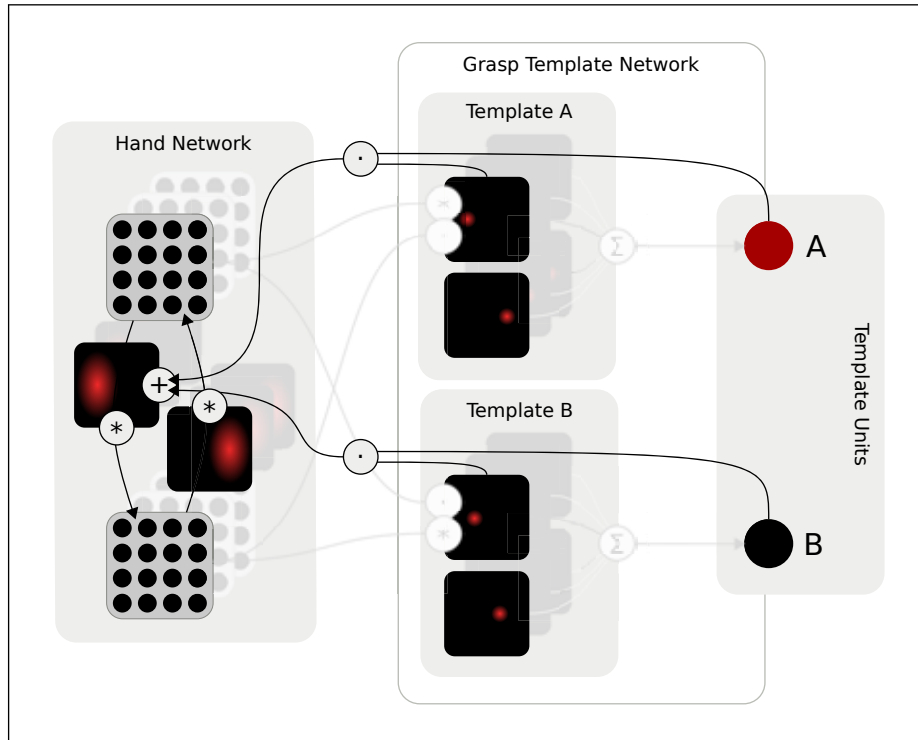 Grasp Template Network
Template A
Hand Network
*
·
Σ
A
+
*
*
Template B
Template Units
·
*
Σ
B